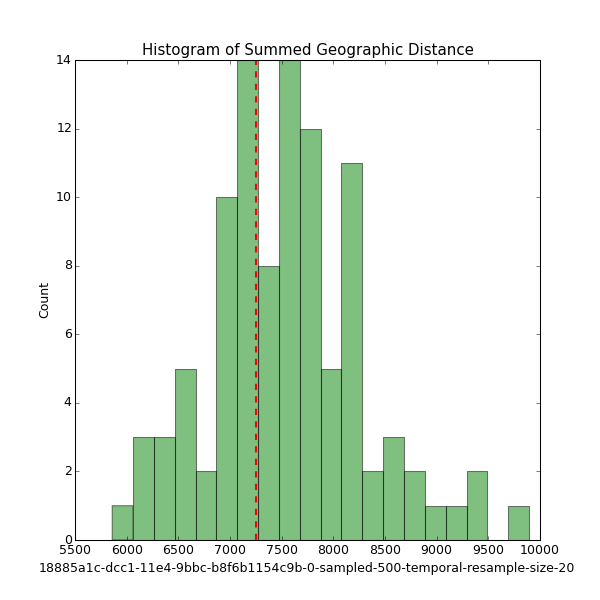 Histogram of Summed Geographic Distance
14
12
10
8
6
4
2
0
Count
5500 6000 6500 7000 7500 8000 8500 9000 9500 10000
18885a1c-dcc1-11e4-9bbc-b8f6b1154c9b-0-sampled-500-temporal-resample-size-20